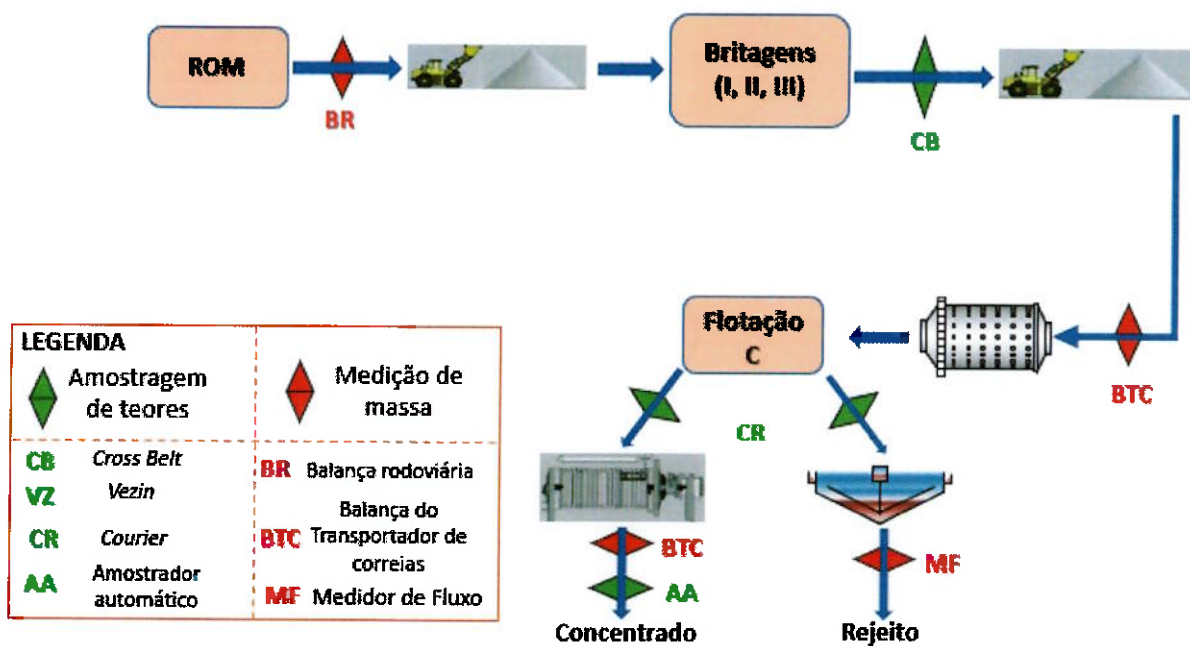 ROM
BR
Britagens
(I, II, III)
CB
BTC
Flotação
C
CR
BTC
AA
MF
Concentrado
Rejeito
LEGENDA
Amostragem
de teores
Medição de
massa
CB Cross Belt
VZ Vezin
CR Courier
AA Amostrador
automático
BR Balança rodoviária
BTC Balança do
Transportador de
correias
MF Medidor de Fluxo